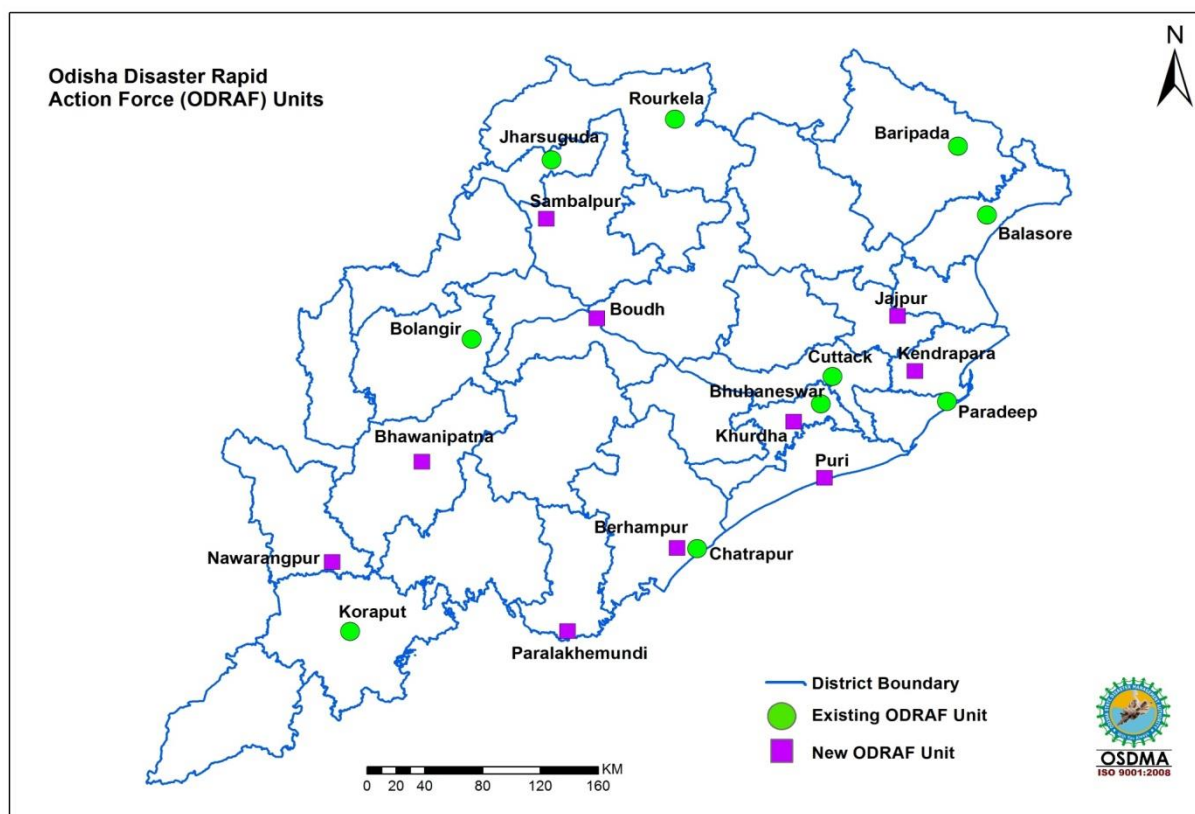 Odisha Disaster Rapid
Action Force (ODRAF) Units
N
Rourkela
Baripada
Jharsuguda
Sambalpur
Balasore
Jajpur
Boudh
Bolangir
Cuttack
Kendrapara
Bhubaneswar
Paradeep
Khurdha
Bhawanipatna
Puri
Berhampur
Chatrapur
Nawarangpur
Koraput
Paralakhemundi
District Boundary
Existing ODRAF Unit
New ODRAF Unit
KM
0 20 40 80 120 160
OSDMA
ISO 9001:2008